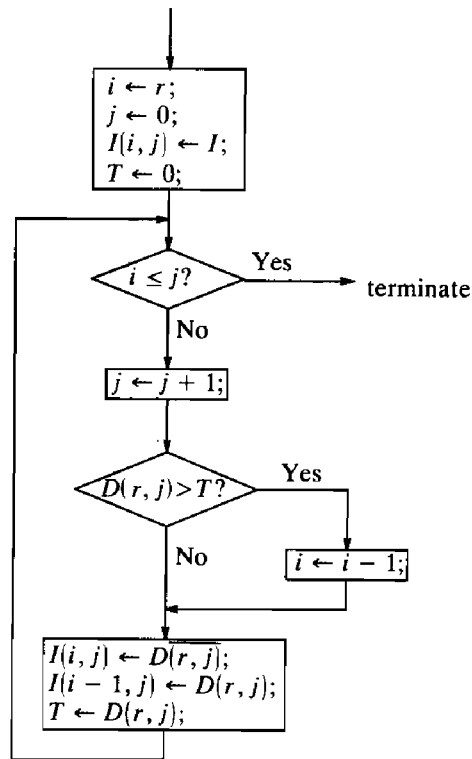 i ← r;
j ← 0;
I(i, j) ← I;
T ← 0;
i ≤ j?
Yes
terminate
No
j ← j + 1;
D(r, j) > T?
Yes
No
i ← i − 1;
I(i, j) ← D(r, j);
I(i − 1, j) ← D(r, j);
T ← D(r, j);